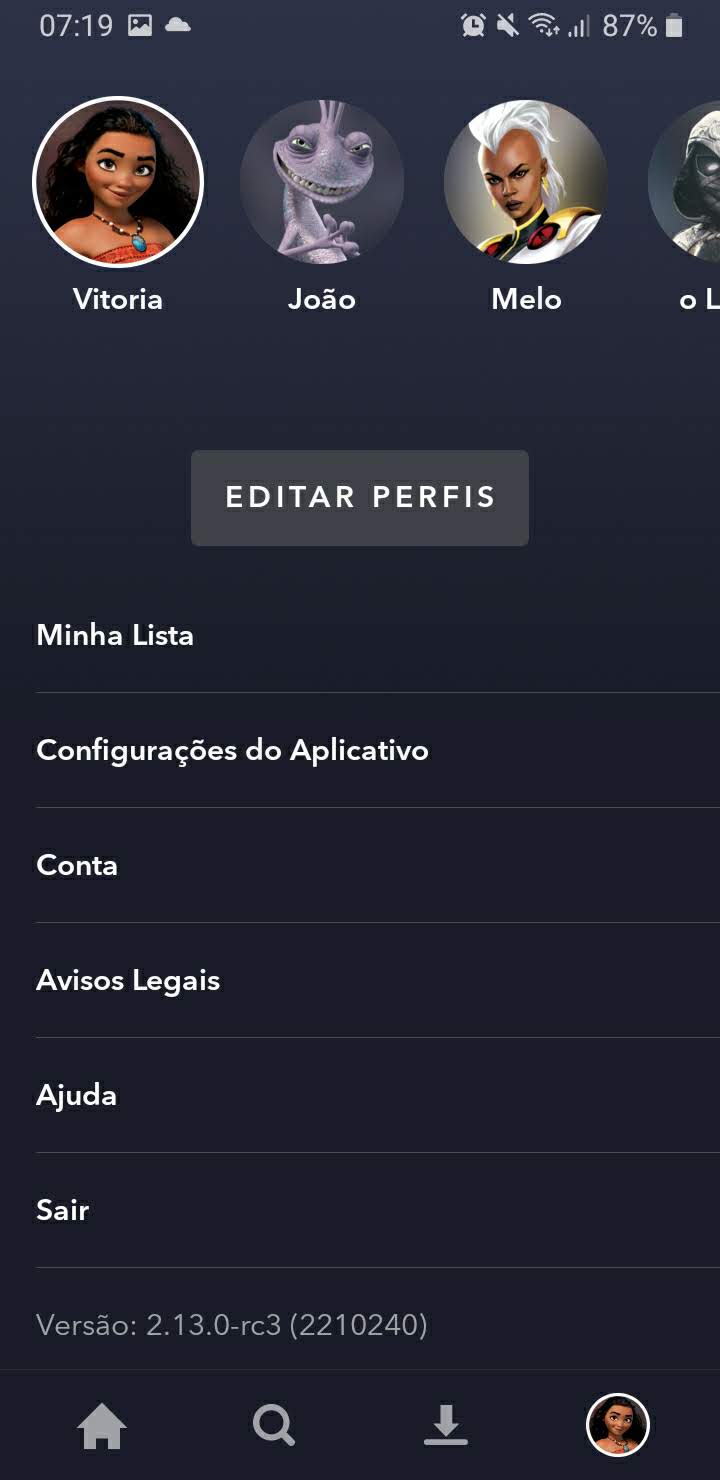 07:19 87%
Vitoria João Melo o L
EDITAR PERFIS
Minha Lista
Configurações do Aplicativo
Conta
Avisos Legais
Ajuda
Sair
Versão: 2.13.0-rc3 (2210240)